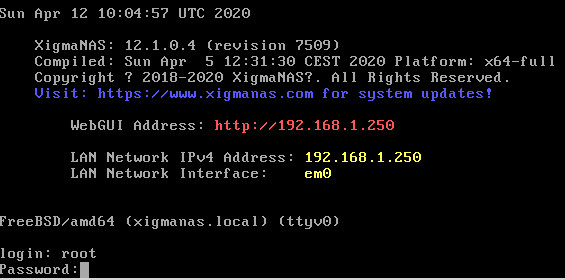 Sun Apr 12 10:04:57 UTC 2020
XigmaNAS: 12.1.0.4 (revision 7509)
Compiled: Sun Apr  5 12:31:30 CEST 2020 Platform: x64-full
Copyright ? 2018-2020 XigmaNAS?. All Rights Reserved.
Visit: https://www.xigmanas.com for system updates!
WebGUI Address: http://192.168.1.250
LAN Network IPv4 Address: 192.168.1.250
LAN Network Interface:    em0
FreeBSD/amd64 (xigmanas.local) (ttyv0)
login: root
Password: